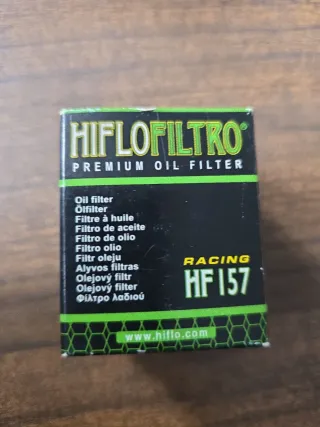 HIFLOFILTRO®
PREMIUM OIL FILTER
Oil filter
Ölfilter
Filtre à huile
Filtro de aceite
Filtro de olio
Filtro olio
Filtr oleju
Alyvos filtras
Olejový filtr
Olejový filter
Φίλτρο λαδιού
RACING
HF157
www.hiflo.com